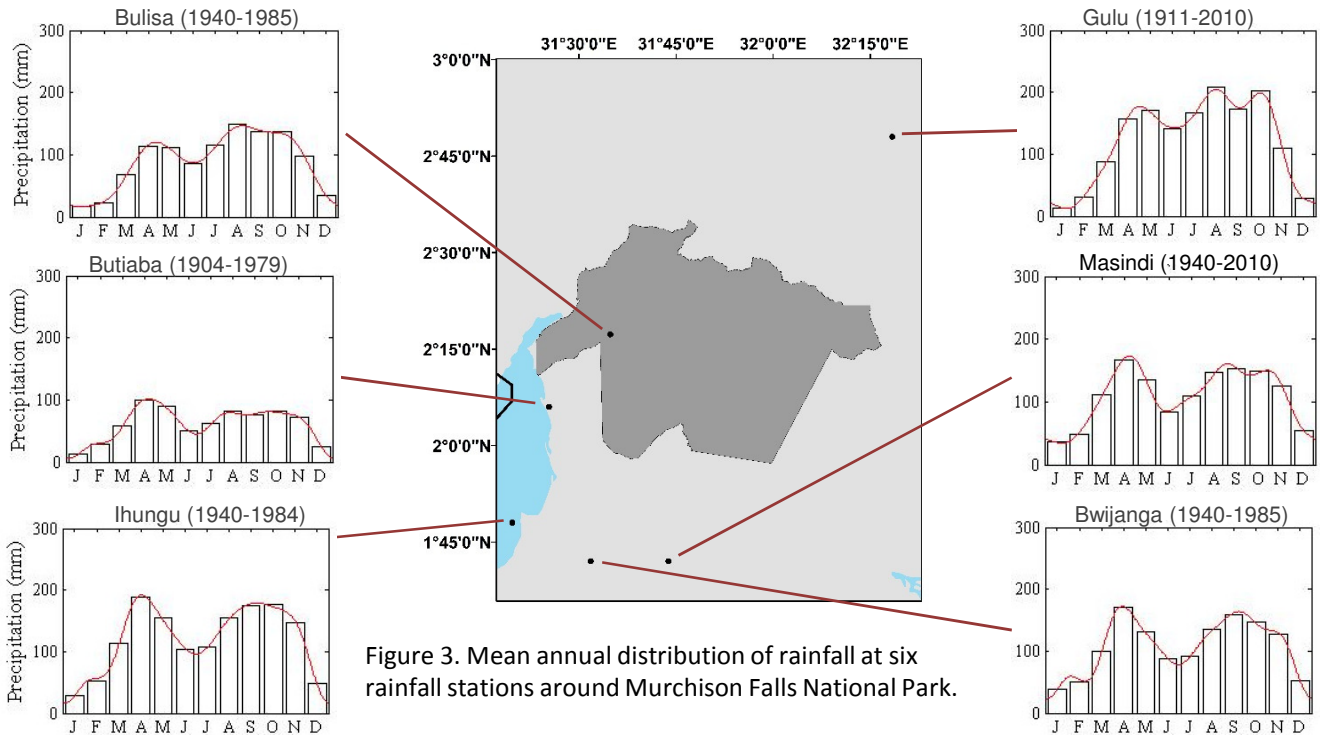 Bulisa (1940-1985)
Precipitation (mm)
300
200
100
0
J F M A M J J A S O N D
Butiaba (1904-1979)
300
200
100
0
J F M A M J J A S O N D
Ihungu (1940-1984)
Precipitation (mm)
300
200
100
0
J F M A M J J A S O N D
31°30'0"E 31°45'0"E 32°0'0"E 32°15'0"E
3°0'0"N
2°45'0"N
2°30'0"N
2°15'0"N
2°0'0"N
1°45'0"N
Gulu (1911-2010)
300
200
100
0
J F M A M J J A S O N D
Masindi (1940-2010)
300
200
100
0
J F M A M J J A S O N D
Bwijanga (1940-1985)
300
200
100
0
J F M A M J J A S O N D
Figure 3. Mean annual distribution of rainfall at six
rainfall stations around Murchison Falls National Park.